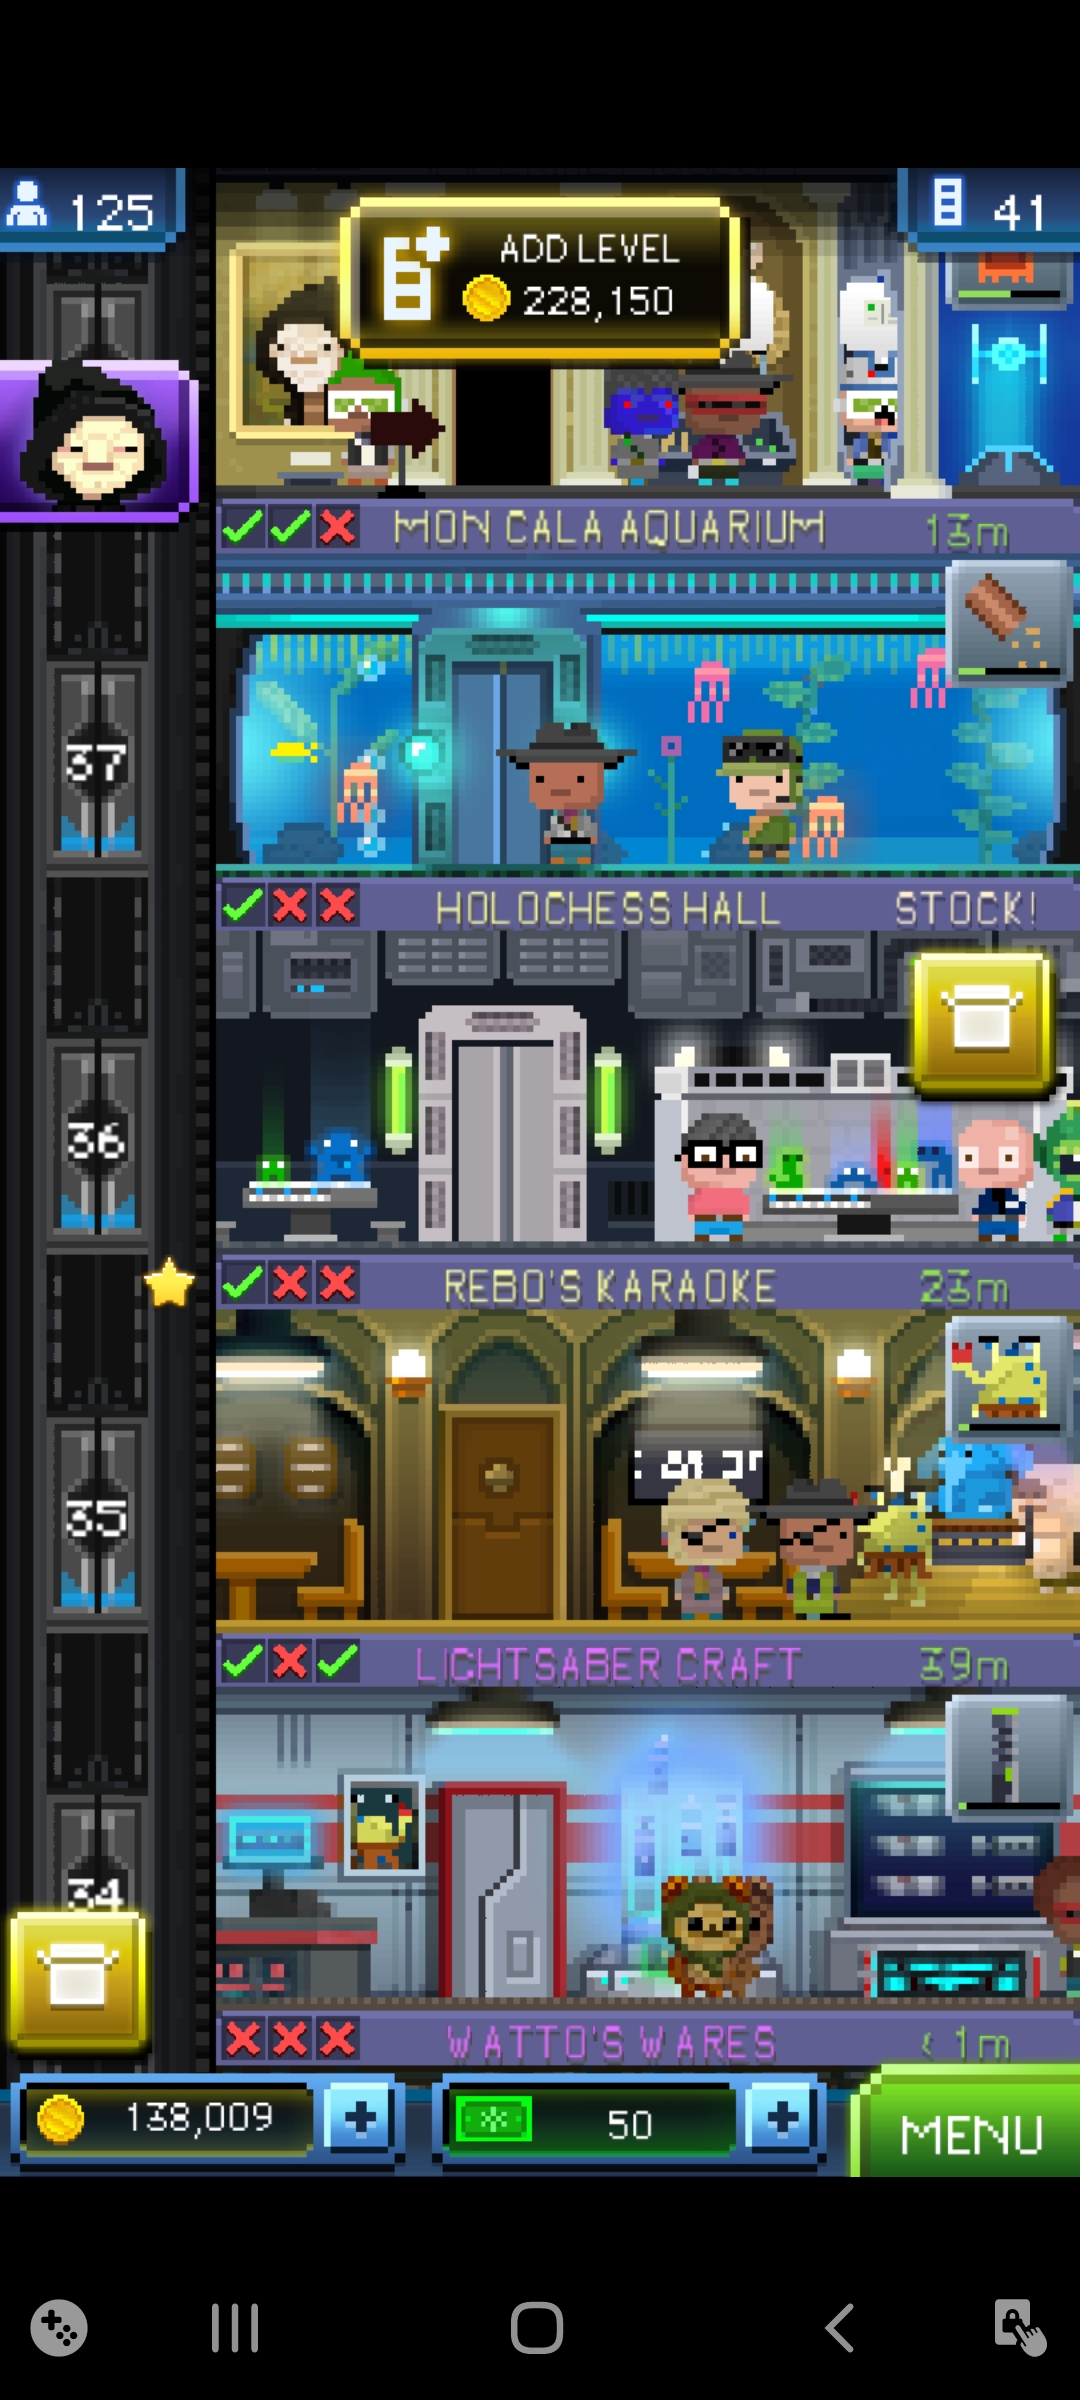 125
41
ADD LEVEL
228,150
MON CALA AQUARIUM 13m
37
HOLOCHESS HALL STOCK!
36
REBO'S KARAOKE 23m
35
LIGHTSABER CRAFT 39m
34
WATTO'S WARES < 1m
138,009
50
MENU